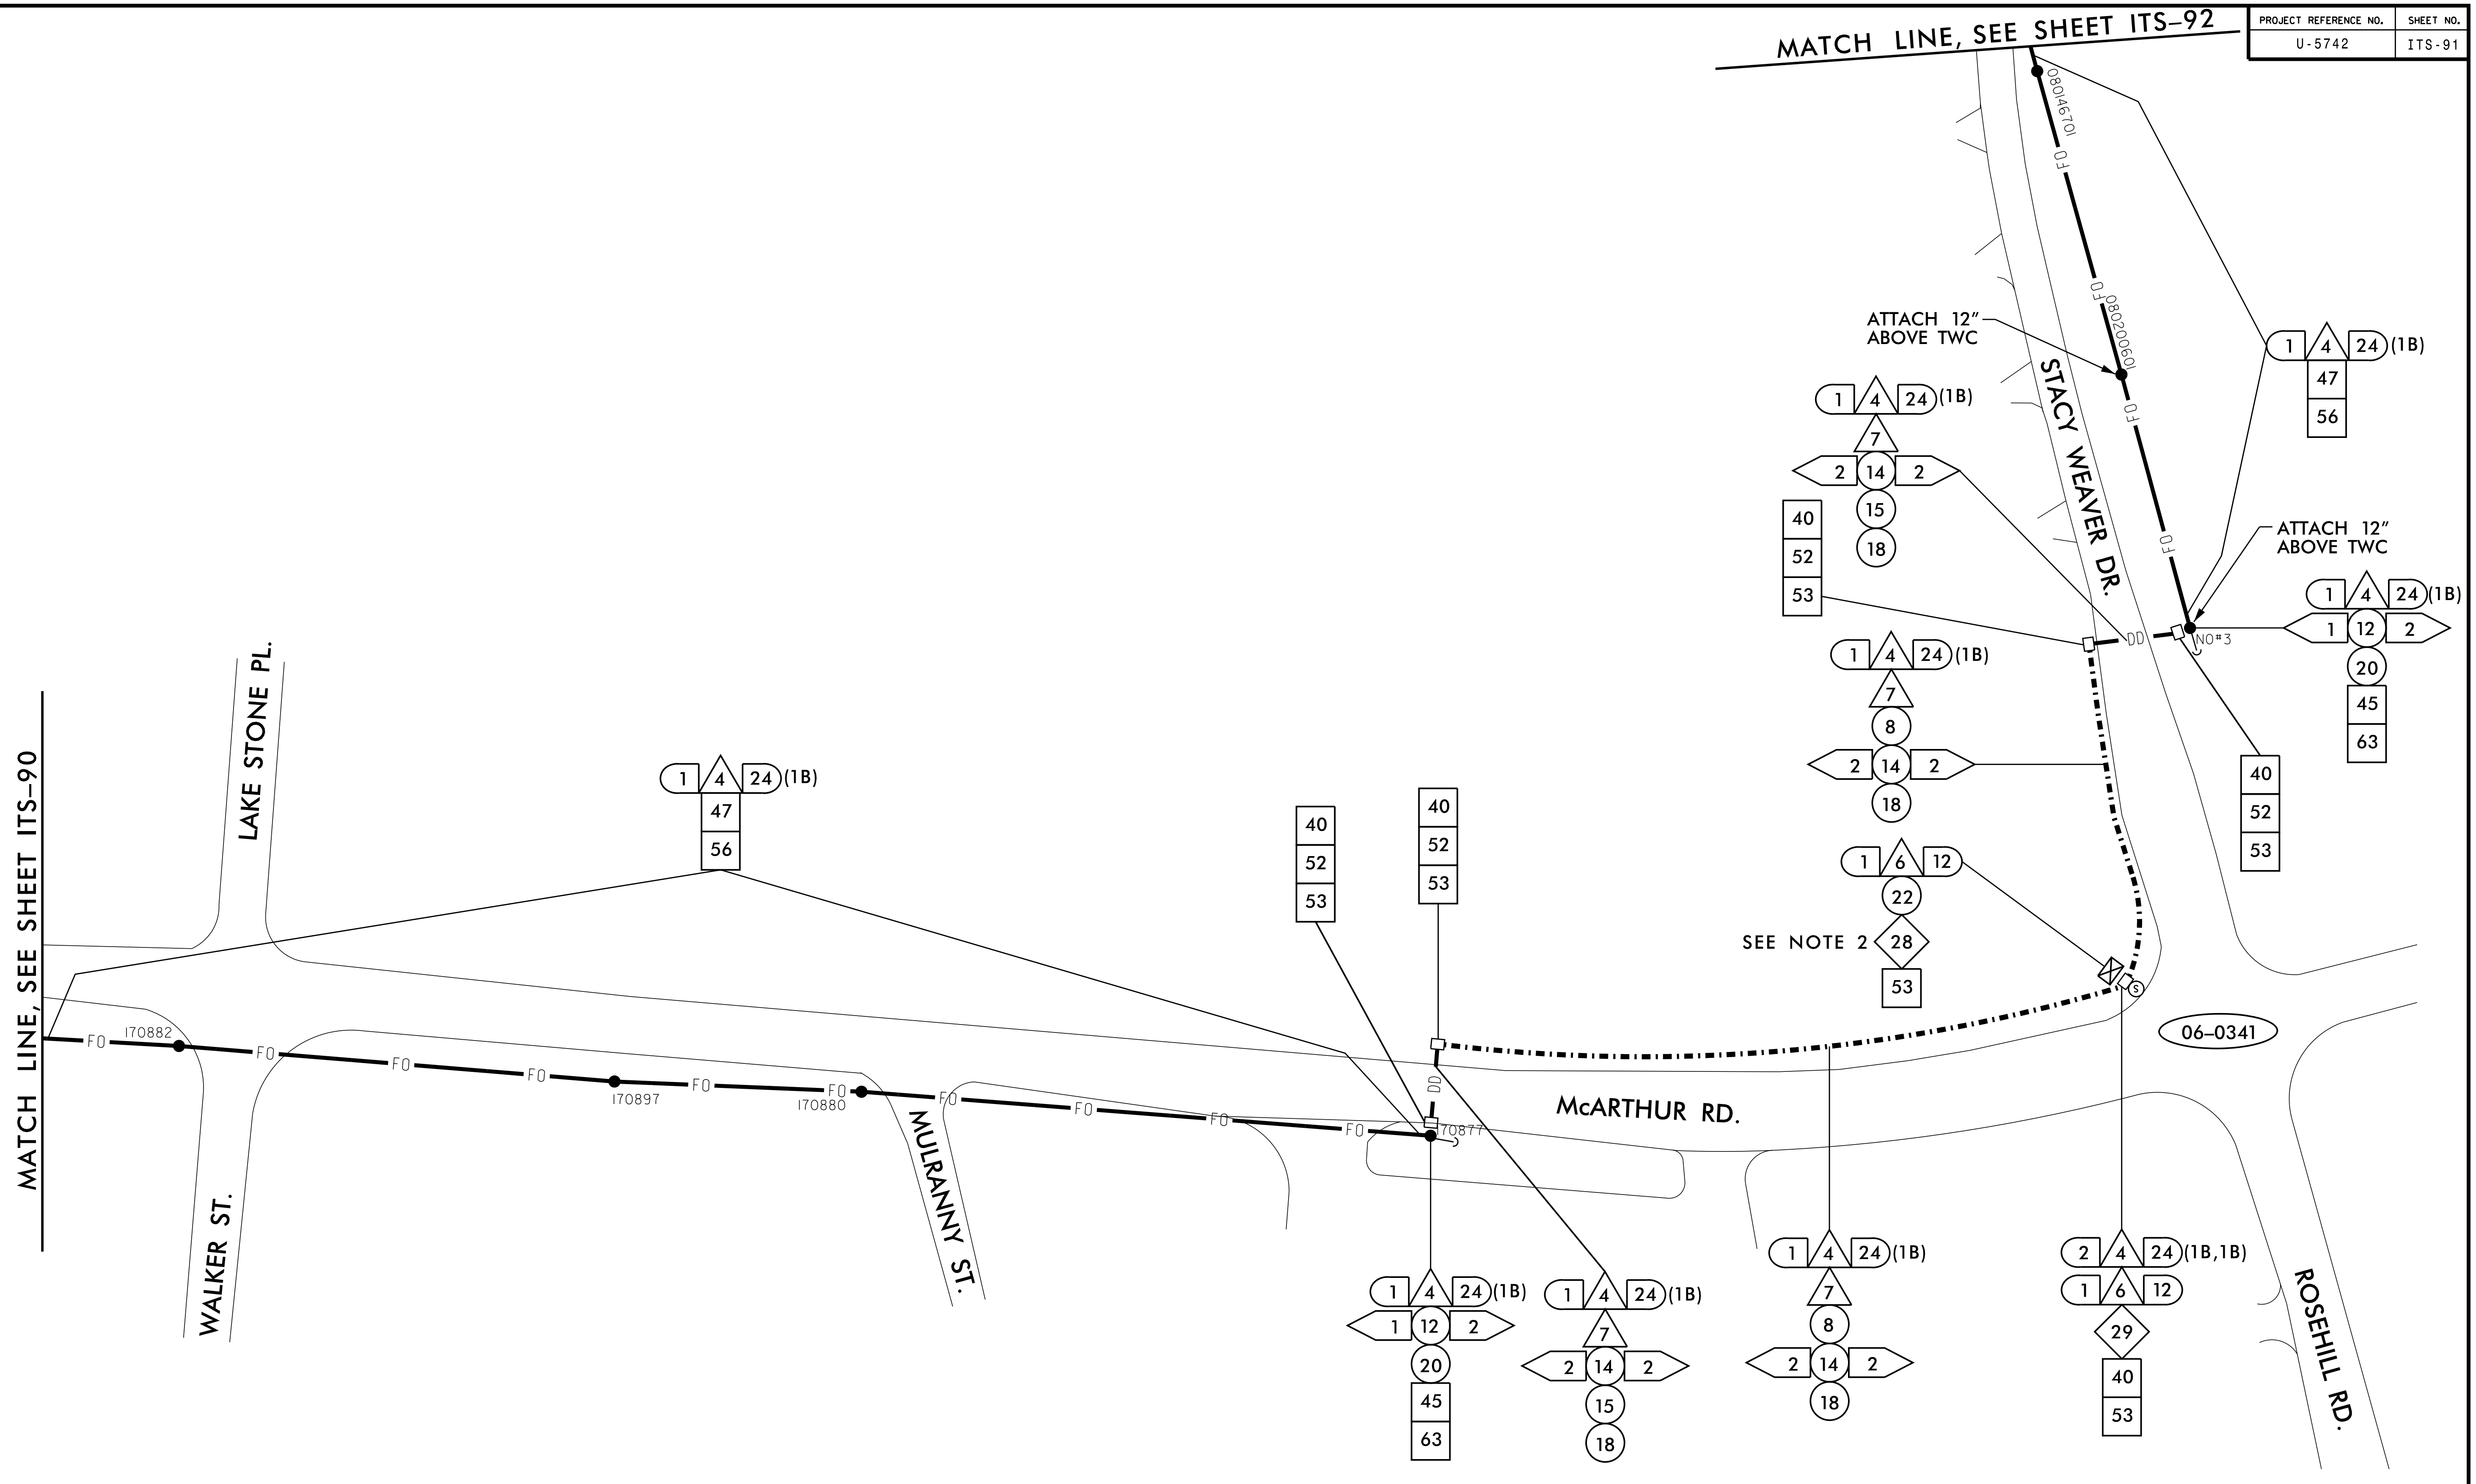 PROJECT REFERENCE NO. SHEET NO.
U-5742 ITS-91
MATCH LINE, SEE SHEET ITS–92
08014670I
FO
FO
080200601
FO
FO
ATTACH 12"
ABOVE TWC
1 4 24 (1B)
47
56
STACY WEAVER DR.
1 4 24 (1B)
7
2 14 2
15
18
40
52
53
ATTACH 12"
ABOVE TWC
1 4 24 (1B)
1 12 2
20
45
63
DD
NO#3
1 4 24 (1B)
7
8
2 14 2
18
40
52
53
1 6 12
22
SEE NOTE 2 28
53
S
06–0341
MATCH LINE, SEE SHEET ITS–90
LAKE STONE PL.
1 4 24 (1B)
47
56
40
52
53
40
52
53
FO
170882
FO
FO
FO
170897
FO
FO
170880
FO
FO
FO
FO
DD
170877
McARTHUR RD.
WALKER ST.
MULRANNY ST.
1 4 24 (1B)
1 12 2
20
45
63
1 4 24 (1B)
7
2 14 2
15
18
1 4 24 (1B)
7
8
2 14 2
18
2 4 24 (1B,1B)
1 6 12
29
40
53
ROSEHILL RD.